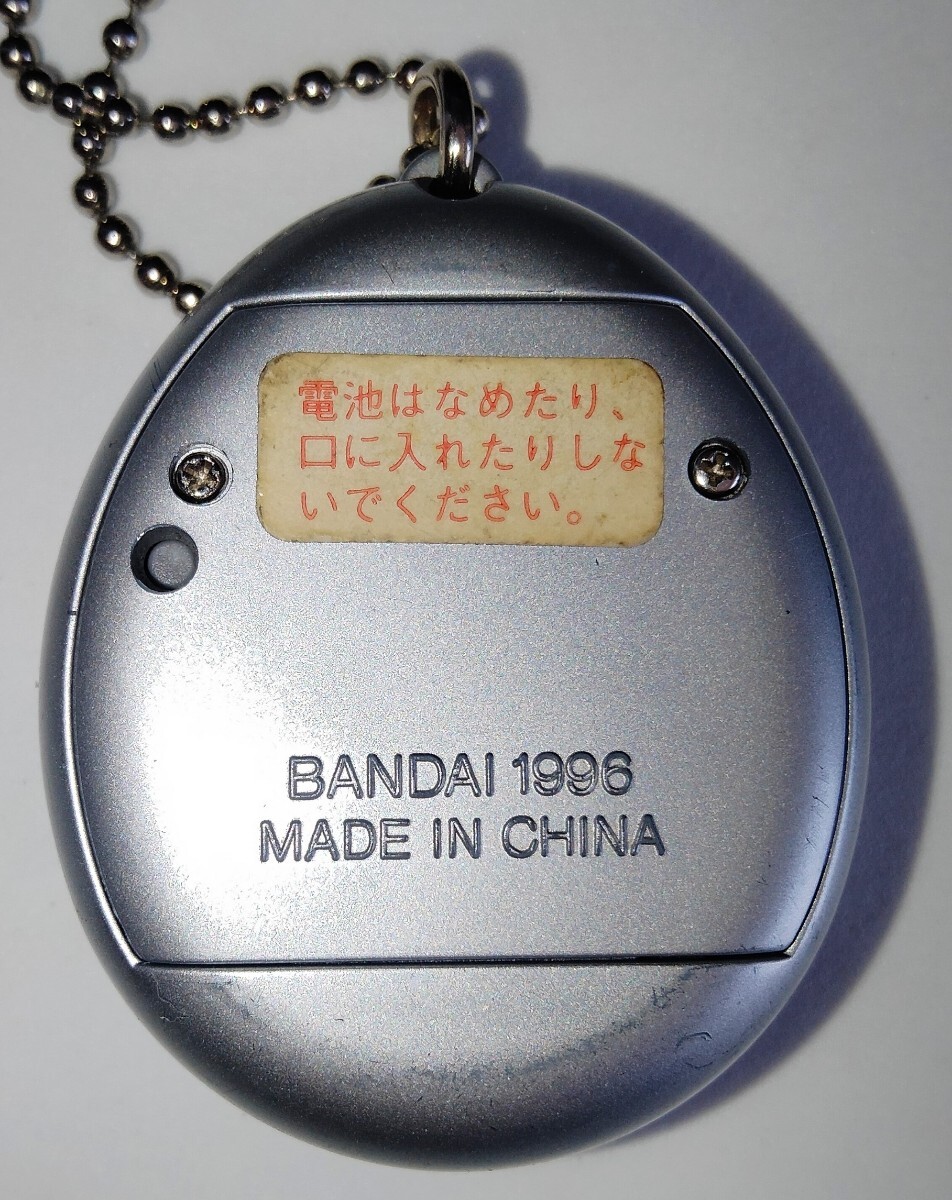 電池はなめたり、
口に入れたりしな
いでください。
BANDAI 1996
MADE IN CHINA